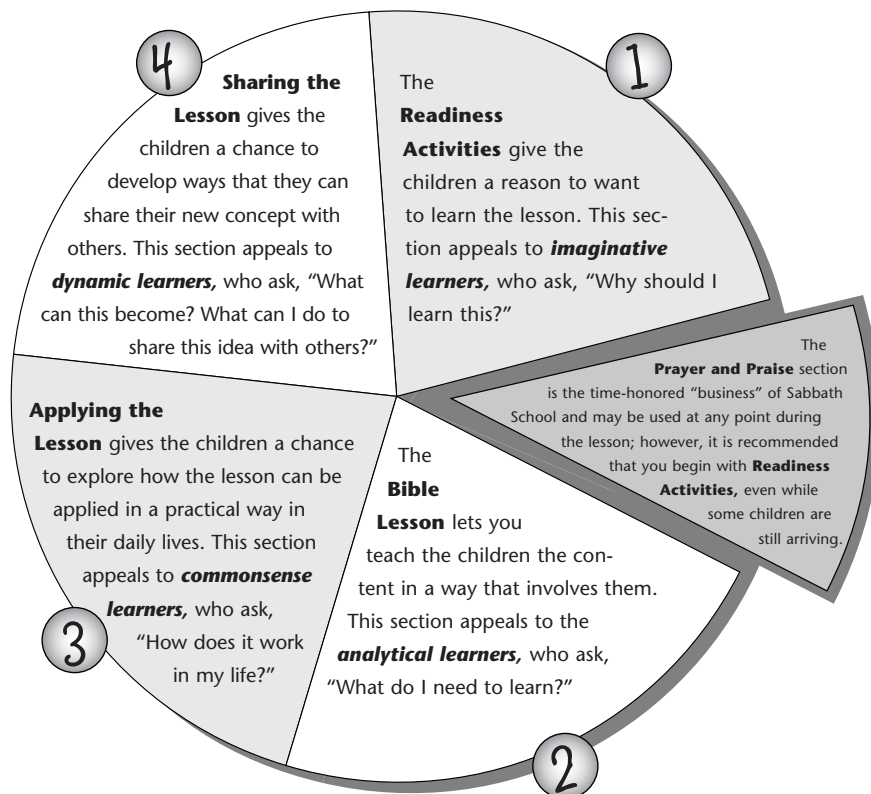 1
The
Readiness
Activities give the
children a reason to want
to learn the lesson. This sec-
tion appeals to imaginative
learners, who ask, “Why should I
learn this?”
The
Prayer and Praise section
is the time-honored “business” of Sabbath
School and may be used at any point during
the lesson; however, it is recommended
that you begin with Readiness
Activities, even while
some children are
still arriving.
2
The
Bible
Lesson lets you
teach the children the con-
tent in a way that involves them.
This section appeals to the
analytical learners, who ask,
“What do I need to learn?”
3
Applying the
Lesson gives the children a chance
to explore how the lesson can be
applied in a practical way in
their daily lives. This section
appeals to commonsense
learners, who ask,
“How does it work
in my life?”
4
Sharing the
Lesson gives the
children a chance to
develop ways that they can
share their new concept with
others. This section appeals to
dynamic learners, who ask, “What
can this become? What can I do to
share this idea with others?”